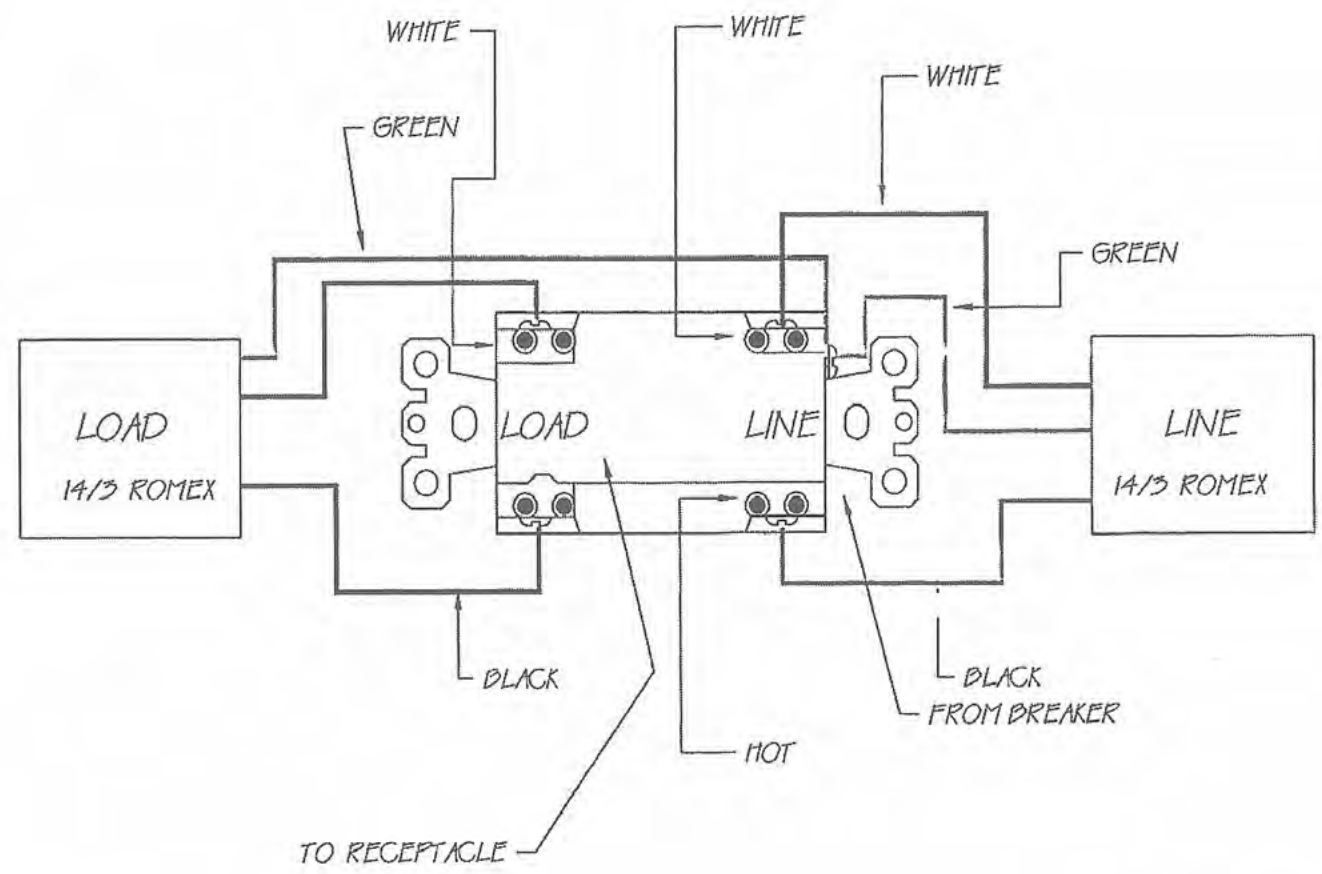 WHITE
WHITE
WHITE
GREEN
GREEN
LOAD
14/3 ROMEX
LOAD
LINE
LINE
14/3 ROMEX
BLACK
BLACK
FROM BREAKER
HOT
TO RECEPTACLE